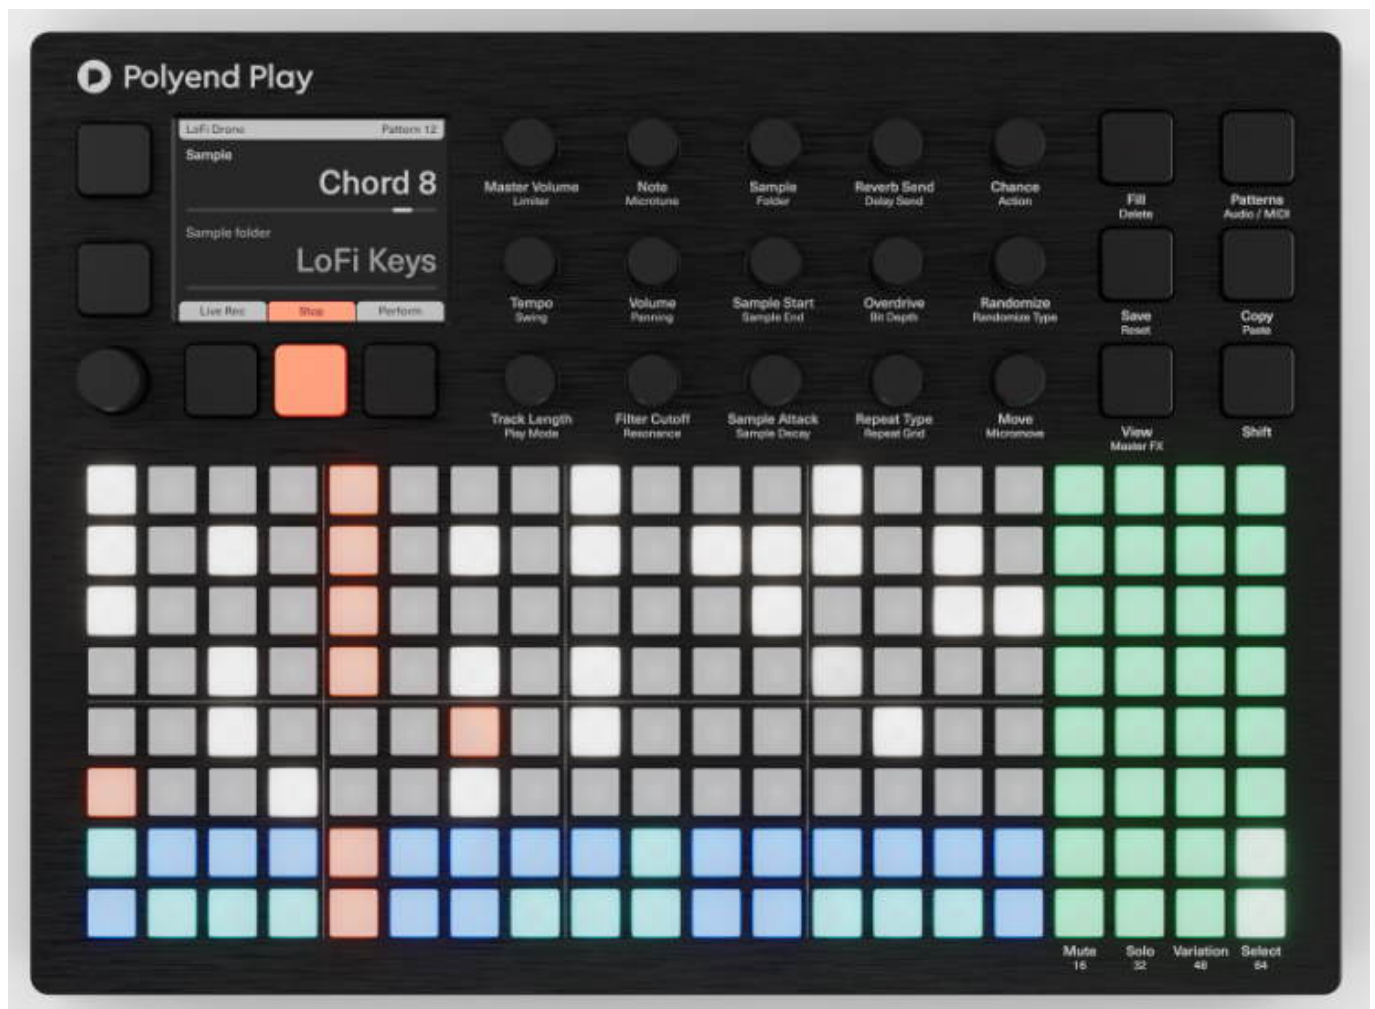 Polyend Play
LoFi Drone Pattern 12
Sample
Chord 8
Sample folder
LoFi Keys
Live Rec Stop Perform
Master Volume Note Sample Reverb Send Chance
Limiter Microtune Folder Delay Send Action
Fill Patterns
Delete Audio / MIDI
Tempo Volume Sample Start Overdrive Randomize
Swing Panning Sample End Bit Depth Randomize Type
Save Copy
Reset Paste
Track Length Filter Cutoff Sample Attack Repeat Type Move
Play Mode Resonance Sample Decay Repeat Grid Micromove
View Shift
Master FX
Mute Solo Variation Select
16 32 48 64